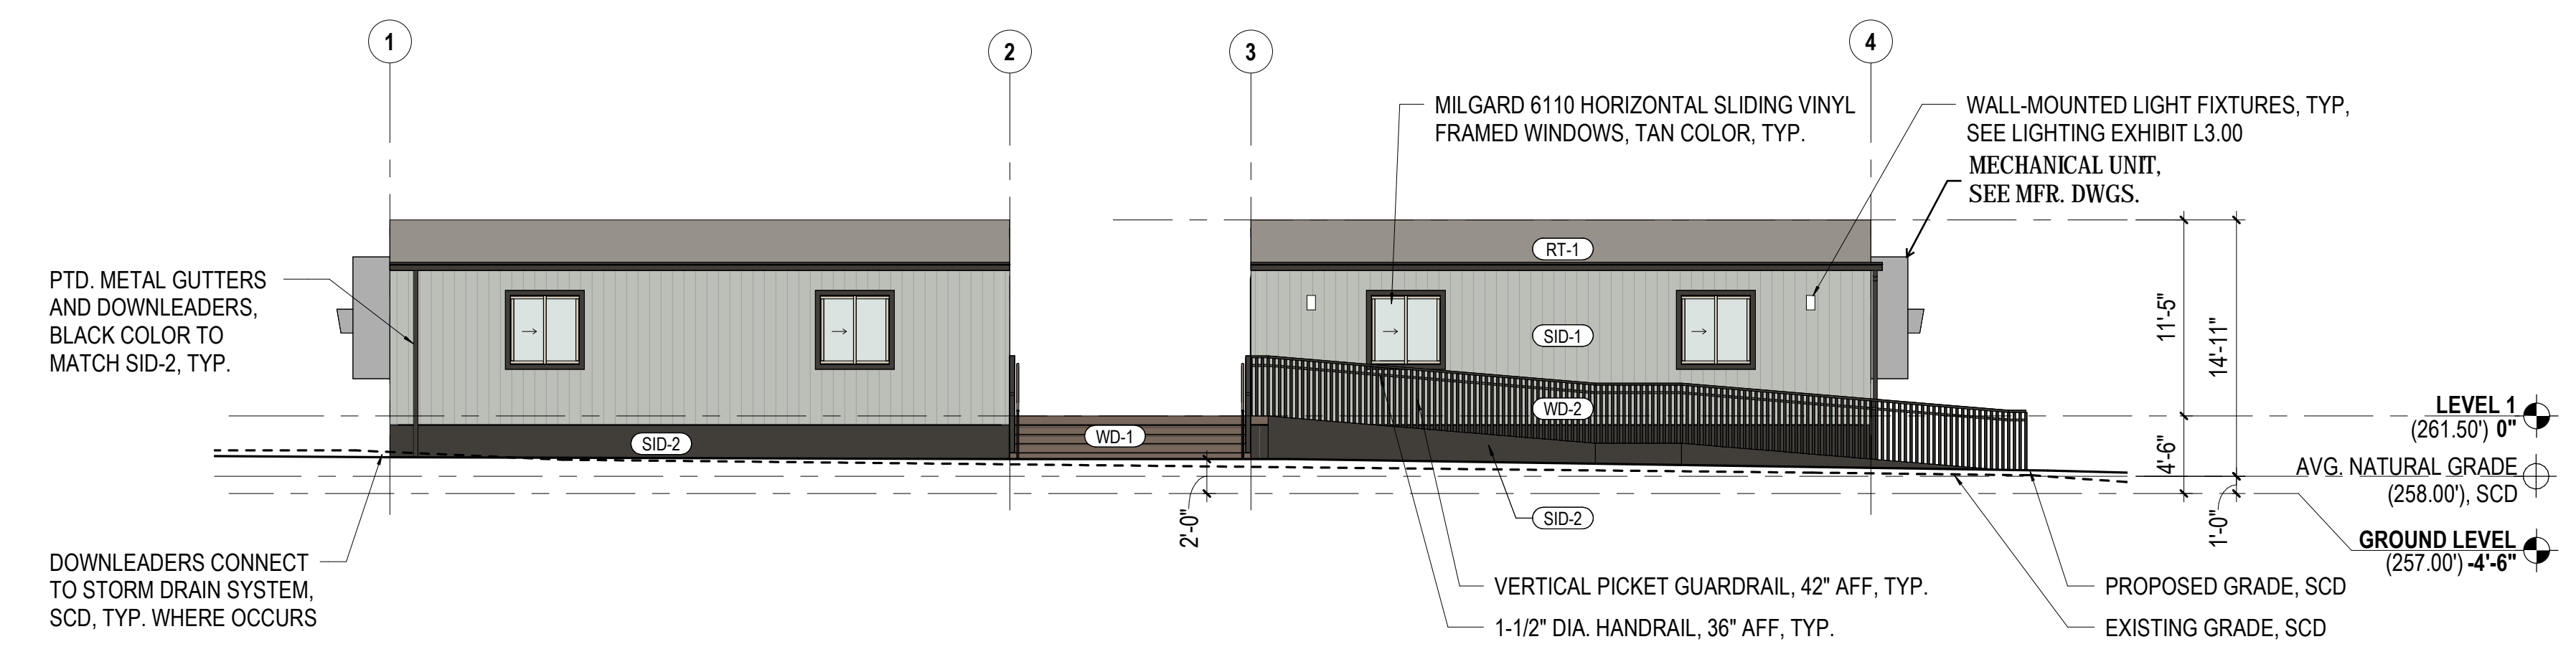 1
2
3
4
MILGARD 6110 HORIZONTAL SLIDING VINYL
FRAMED WINDOWS, TAN COLOR, TYP.
WALL-MOUNTED LIGHT FIXTURES, TYP,
SEE LIGHTING EXHIBIT L3.00
MECHANICAL UNIT,
SEE MFR. DWGS.
RT-1
PTD. METAL GUTTERS
AND DOWNLEADERS,
BLACK COLOR TO
MATCH SID-2, TYP.
SID-1
11'-5"
14'-11"
WD-2
SID-2
WD-1
LEVEL 1
(261.50') 0"
4'-6"
AVG. NATURAL GRADE
(258.00'), SCD
2'-0"
SID-2
1'-0"
GROUND LEVEL
(257.00') -4'-6"
DOWNLEADERS CONNECT
TO STORM DRAIN SYSTEM,
SCD, TYP. WHERE OCCURS
VERTICAL PICKET GUARDRAIL, 42" AFF, TYP.
1-1/2" DIA. HANDRAIL, 36" AFF, TYP.
PROPOSED GRADE, SCD
EXISTING GRADE, SCD